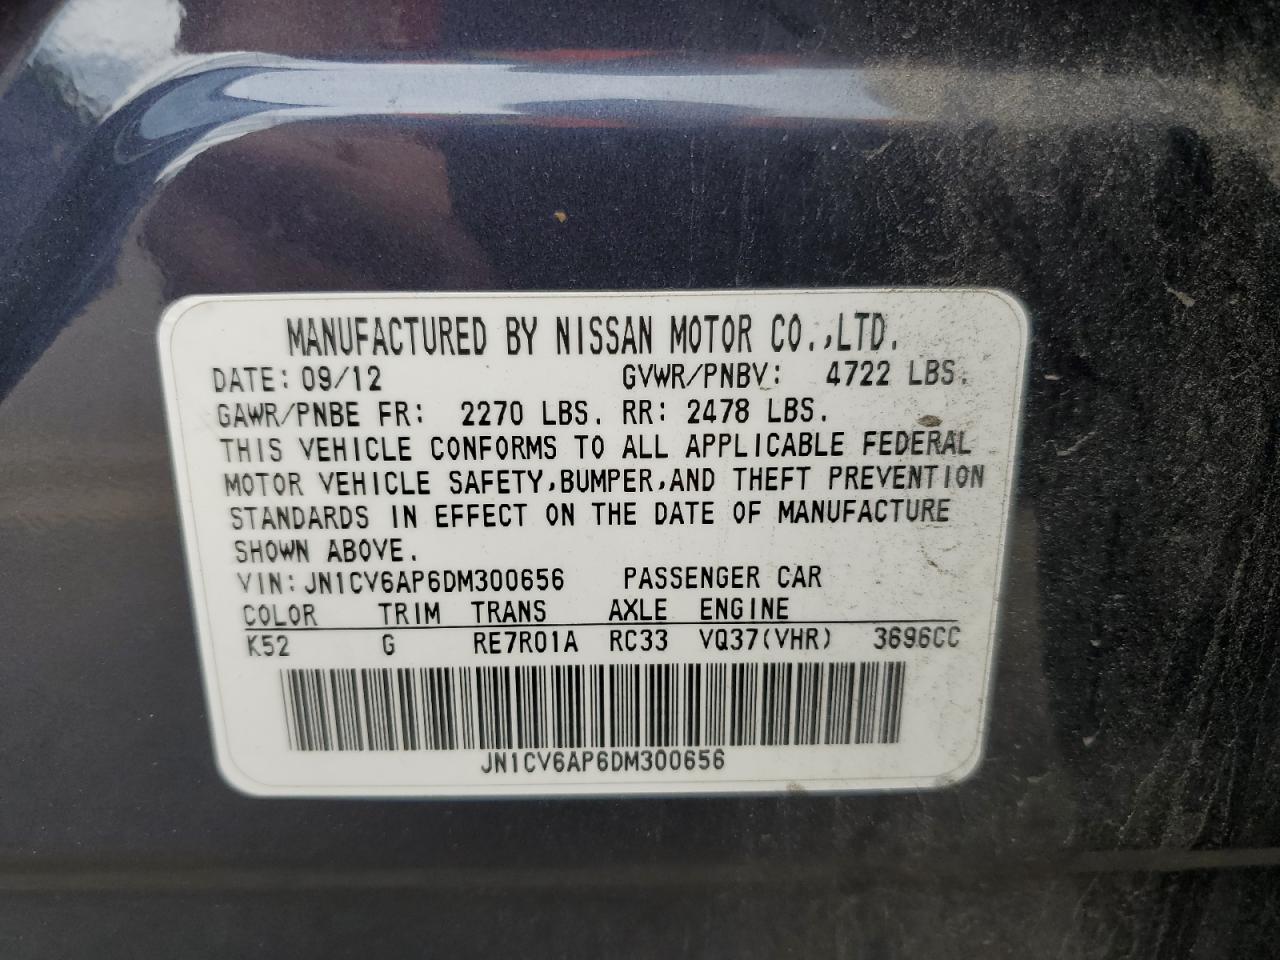 MANUFACTURED BY NISSAN MOTOR CO.,LTD.
DATE: 09/12 GVWR/PNBV: 4722 LBS.
GAWR/PNBE FR: 2270 LBS. RR: 2478 LBS.
THIS VEHICLE CONFORMS TO ALL APPLICABLE FEDERAL
MOTOR VEHICLE SAFETY,BUMPER,AND THEFT PREVENTION
STANDARDS IN EFFECT ON THE DATE OF MANUFACTURE
SHOWN ABOVE.
VIN:JN1CV6AP6DM300656 PASSENGER CAR
COLOR TRIM TRANS AXLE ENGINE
K52 G RE7R01A RC33 VQ37(VHR) 3696CC
JN1CV6AP6DM300656